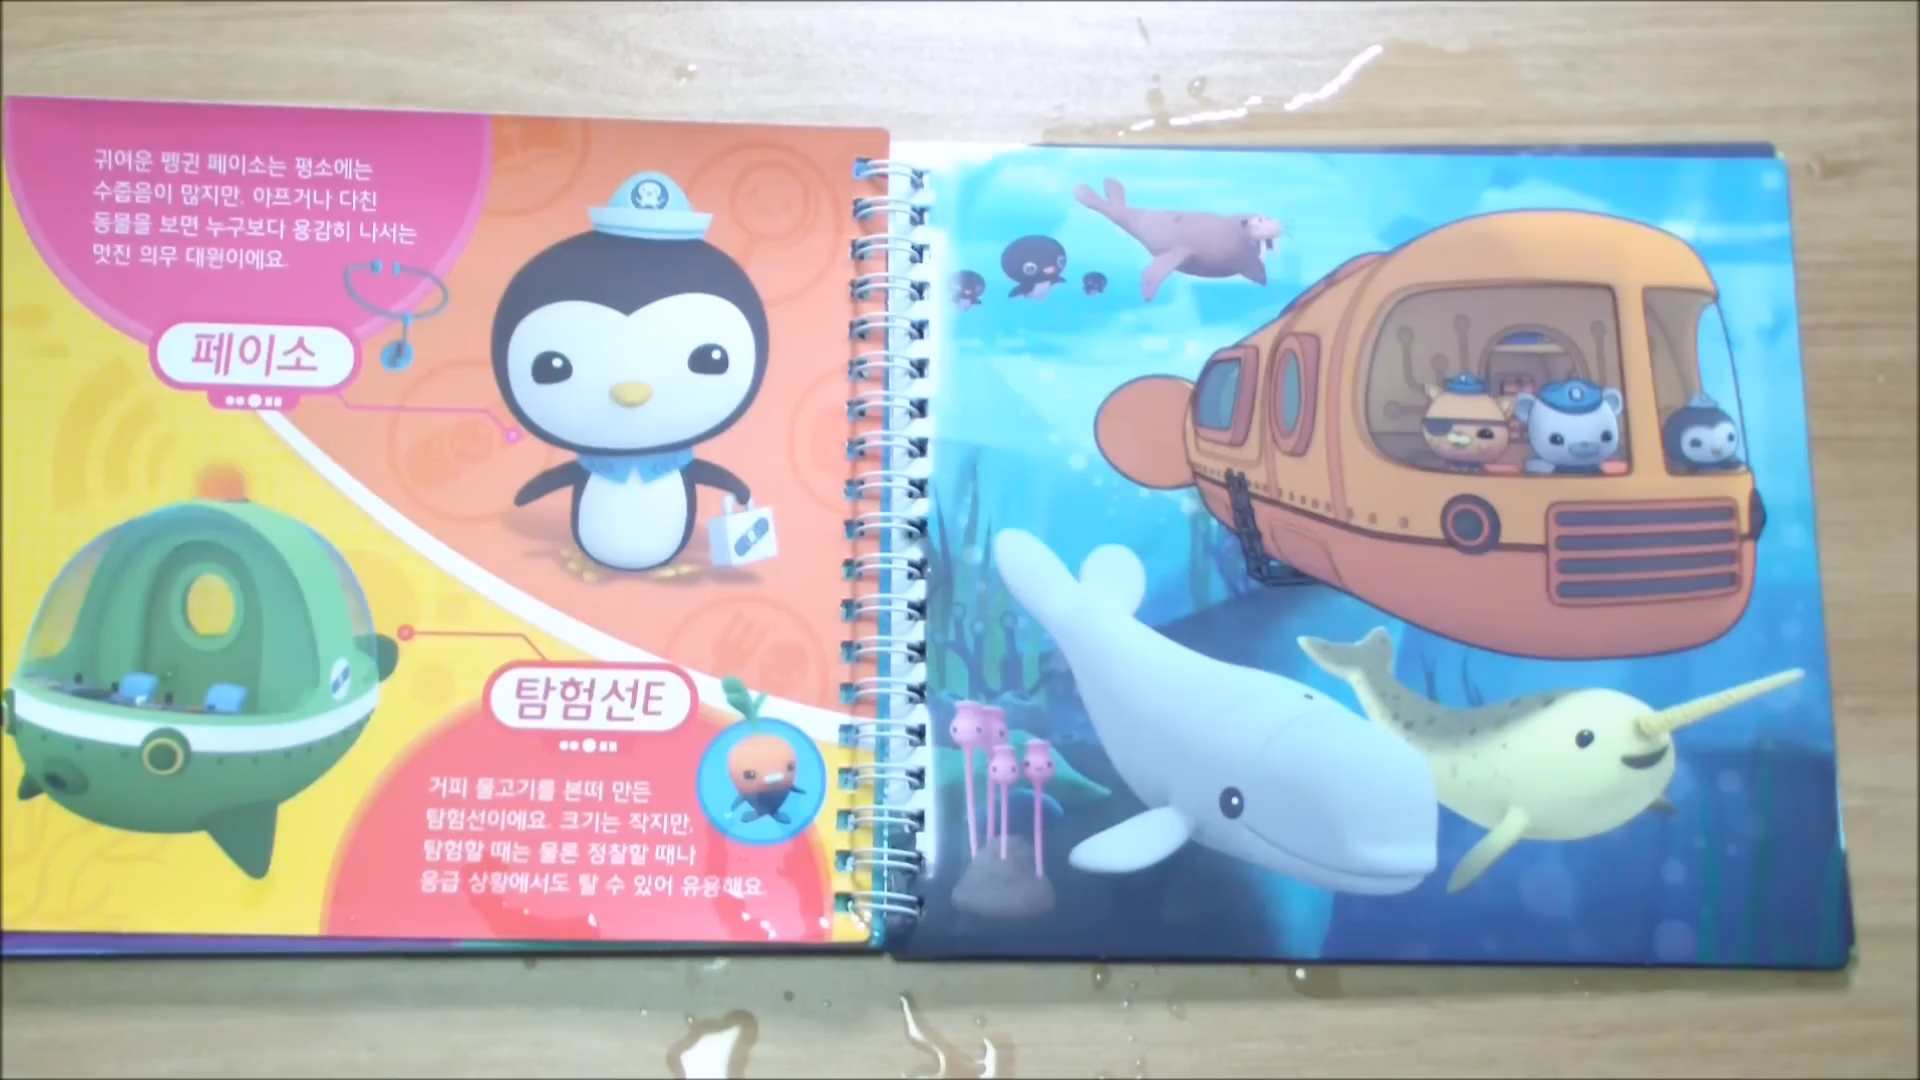 귀여운 펭귄 페이소는 평소에는
수줍음이 많지만, 아프거나 다친
동물을 보면 누구보다 용감히 나서는
멋진 의무 대원이에요.
페이소
탐험선E
거피 물고기를 본떠 만든
탐험선이에요. 크기는 작지만,
탐험할 때는 물론 정찰할 때나
응급 상황에서도 탈 수 있어 유용해요.